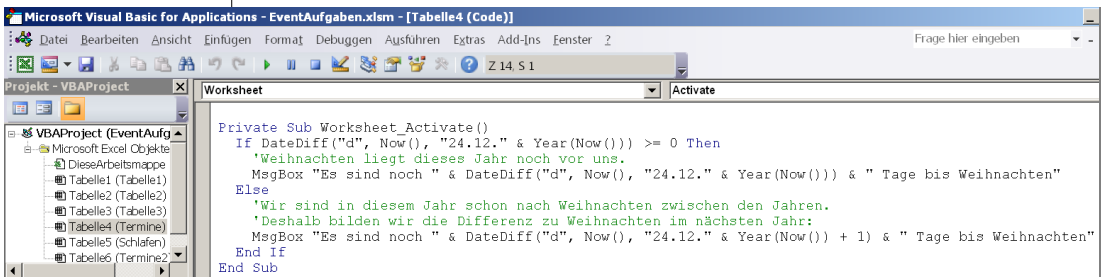 Microsoft Visual Basic for Applications - EventAufgaben.xlsm - [Tabelle4 (Code)]
Datei Bearbeiten Ansicht Einfügen Format Debuggen Ausführen Extras Add-Ins Fenster ? Frage hier eingeben
Z 14, S 1
Projekt - VBAProject
Worksheet Activate
VBAProject (EventAufg
Microsoft Excel Objekte
DieseArbeitsmappe
Tabelle1 (Tabelle1)
Tabelle2 (Tabelle2)
Tabelle3 (Tabelle3)
Tabelle4 (Termine)
Tabelle5 (Schlafen)
Tabelle6 (Termine2)
Private Sub Worksheet_Activate()
If DateDiff("d", Now(), "24.12." & Year(Now())) >= 0 Then
'Weihnachten liegt dieses Jahr noch vor uns.
MsgBox "Es sind noch " & DateDiff("d", Now(), "24.12." & Year(Now())) & " Tage bis Weihnachten"
Else
'Wir sind in diesem Jahr schon nach Weihnachten zwischen den Jahren.
'Deshalb bilden wir die Differenz zu Weihnachten im nächsten Jahr:
MsgBox "Es sind noch " & DateDiff("d", Now(), "24.12." & Year(Now()) + 1) & " Tage bis Weihnachten"
End If
End Sub